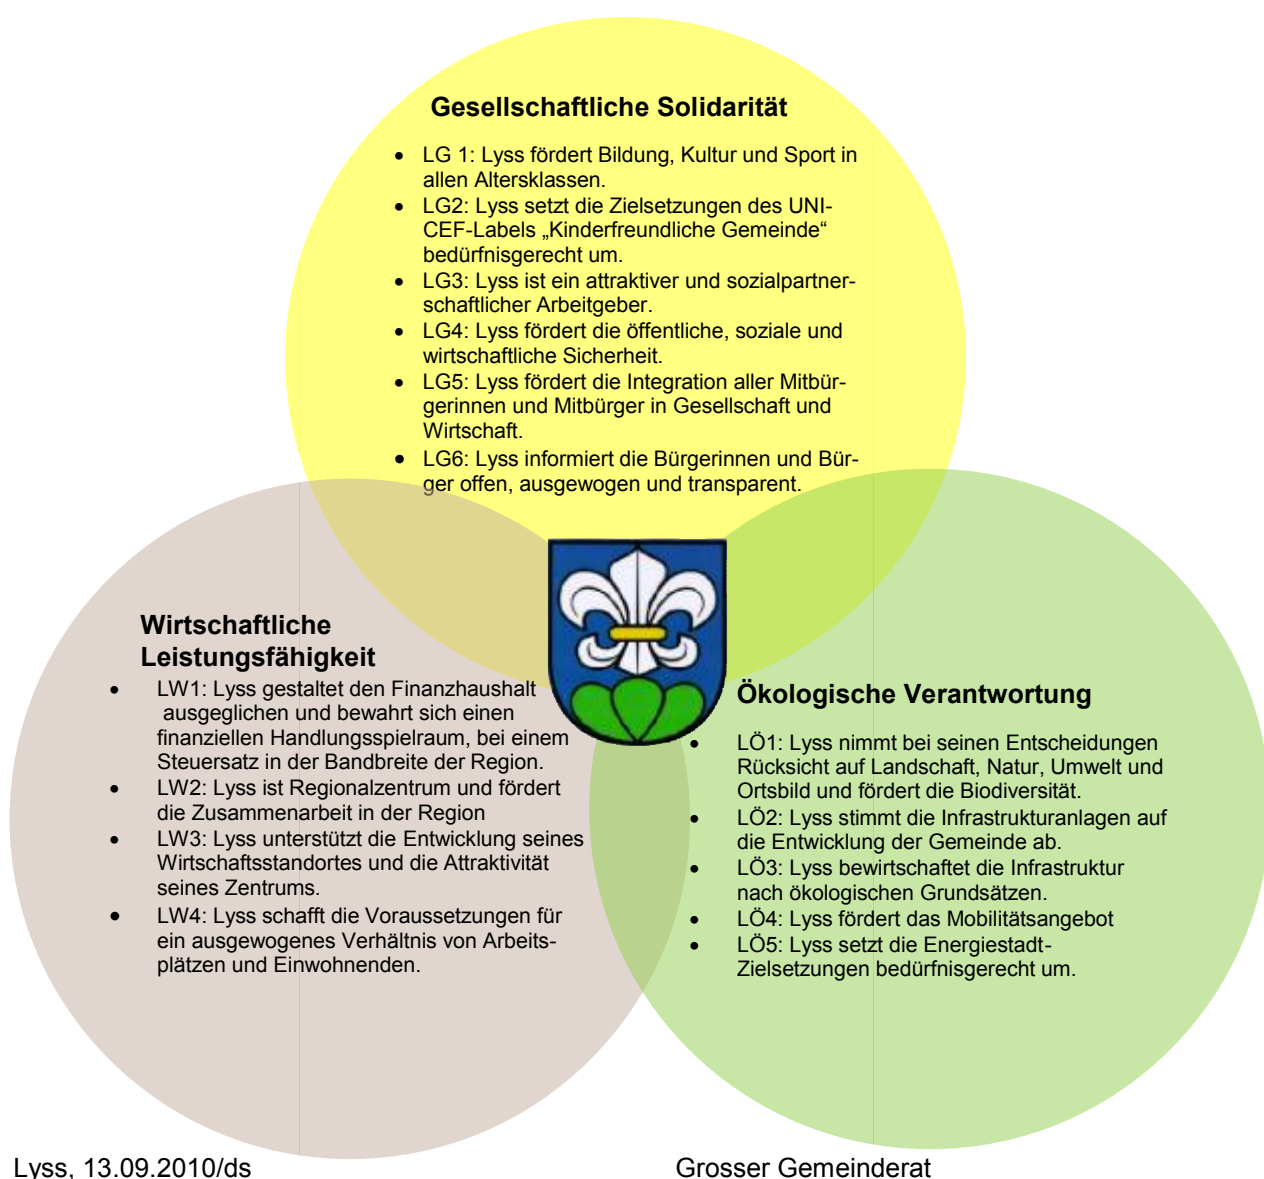 Gesellschaftliche Solidarität
• LG 1: Lyss fördert Bildung, Kultur und Sport in
allen Altersklassen.
• LG2: Lyss setzt die Zielsetzungen des UNI-
CEF-Labels „Kinderfreundliche Gemeinde“
bedürfnisgerecht um.
• LG3: Lyss ist ein attraktiver und sozialpartner-
schaftlicher Arbeitgeber.
• LG4: Lyss fördert die öffentliche, soziale und
wirtschaftliche Sicherheit.
• LG5: Lyss fördert die Integration aller Mitbür-
gerinnen und Mitbürger in Gesellschaft und
Wirtschaft.
• LG6: Lyss informiert die Bürgerinnen und Bür-
ger offen, ausgewogen und transparent.
Wirtschaftliche
Leistungsfähigkeit
• LW1: Lyss gestaltet den Finanzhaushalt
ausgeglichen und bewahrt sich einen
finanziellen Handlungsspielraum, bei einem
Steuersatz in der Bandbreite der Region.
• LW2: Lyss ist Regionalzentrum und fördert
die Zusammenarbeit in der Region
• LW3: Lyss unterstützt die Entwicklung seines
Wirtschaftsstandortes und die Attraktivität
seines Zentrums.
• LW4: Lyss schafft die Voraussetzungen für
ein ausgewogenes Verhältnis von Arbeits-
plätzen und Einwohnenden.
Ökologische Verantwortung
• LÖ1: Lyss nimmt bei seinen Entscheidungen
Rücksicht auf Landschaft, Natur, Umwelt und
Ortsbild und fördert die Biodiversität.
• LÖ2: Lyss stimmt die Infrastrukturanlagen auf
die Entwicklung der Gemeinde ab.
• LÖ3: Lyss bewirtschaftet die Infrastruktur
nach ökologischen Grundsätzen.
• LÖ4: Lyss fördert das Mobilitätsangebot
• LÖ5: Lyss setzt die Energiestadt-
Zielsetzungen bedürfnisgerecht um.
Lyss, 13.09.2010/ds
Grosser Gemeinderat